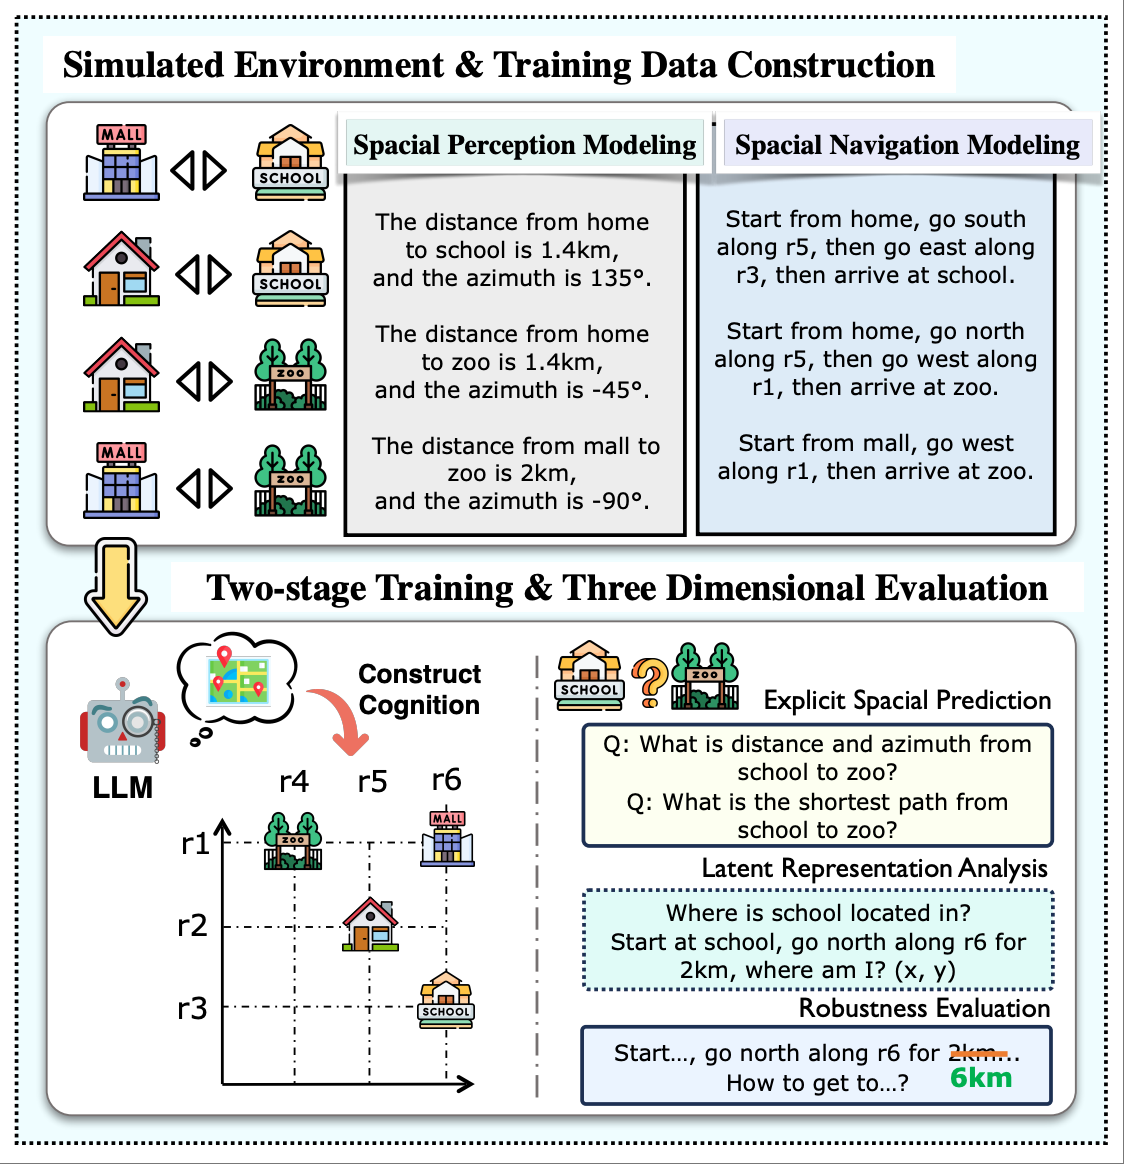 Simulated Environment & Training Data Construction
MALL
SCHOOL
SCHOOL
ZOO
MALL
ZOO
Spacial Perception Modeling
The distance from home
to school is 1.4km,
and the azimuth is 135°.
The distance from home
to zoo is 1.4km,
and the azimuth is -45°.
The distance from mall to
zoo is 2km,
and the azimuth is -90°.
Spacial Navigation Modeling
Start from home, go south
along r5, then go east along
r3, then arrive at school.
Start from home, go north
along r5, then go west along
r1, then arrive at zoo.
Start from mall, go west
along r1, then arrive at zoo.
Two-stage Training & Three Dimensional Evaluation
LLM
Construct
Cognition
r4 r5 r6
r1
ZOO
MALL
r2
r3
SCHOOL
SCHOOL
ZOO
Explicit Spacial Prediction
Q: What is distance and azimuth from
school to zoo?
Q: What is the shortest path from
school to zoo?
Latent Representation Analysis
Where is school located in?
Start at school, go north along r6 for
2km, where am I? (x, y)
Robustness Evaluation
Start..., go north along r6 for 2km...
How to get to...?
6km